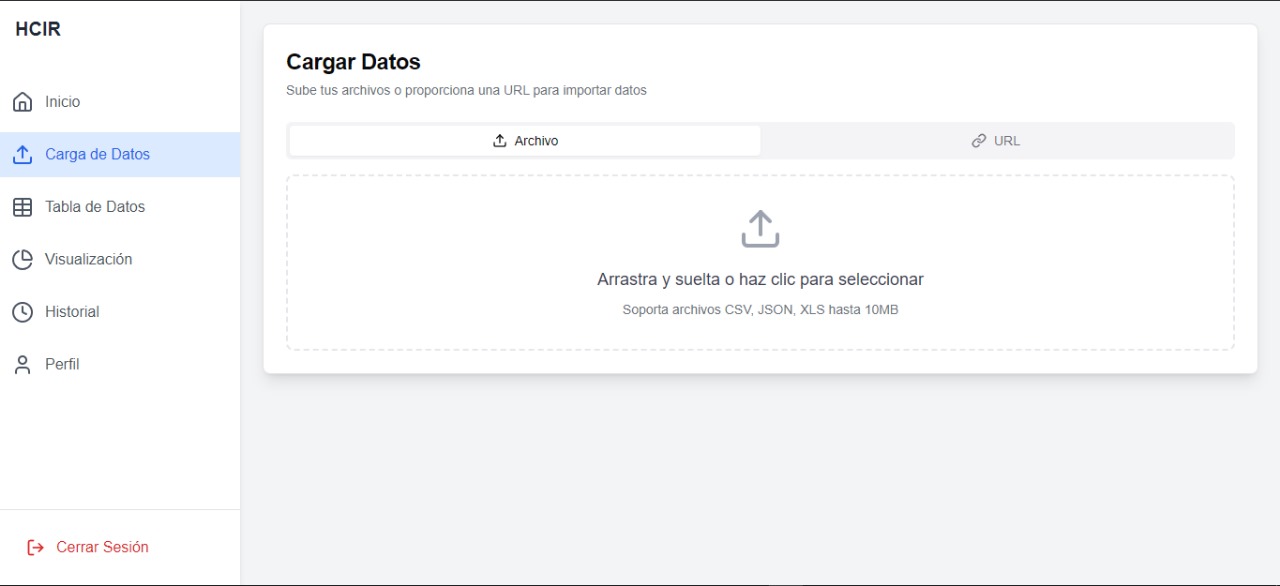 HCIR
Inicio
Carga de Datos
Tabla de Datos
Visualización
Historial
Perfil
Cerrar Sesión
Cargar Datos
Sube tus archivos o proporciona una URL para importar datos
Archivo
URL
Arrastra y suelta o haz clic para seleccionar
Soporta archivos CSV, JSON, XLS hasta 10MB